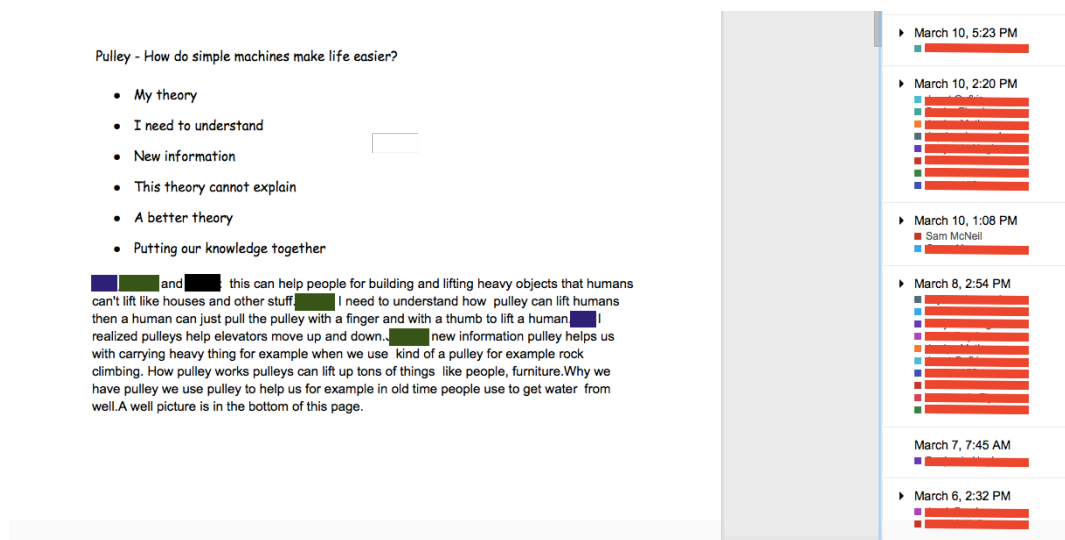 Pulley - How do simple machines make life easier?
● My theory
● I need to understand
● New information
● This theory cannot explain
● A better theory
● Putting our knowledge together
and : this can help people for building and lifting heavy objects that humans
can't lift like houses and other stuff. I need to understand how pulley can lift humans
then a human can just pull the pulley with a finger and with a thumb to lift a human. I
realized pulleys help elevators move up and down.. new information pulley helps us
with carrying heavy thing for example when we use kind of a pulley for example rock
climbing. How pulley works pulleys can lift up tons of things like people, furniture.Why we
have pulley we use pulley to help us for example in old time people use to get water from
well.A well picture is in the bottom of this page.
March 10, 5:23 PM
March 10, 2:20 PM
March 10, 1:08 PM
Sam McNeil
March 8, 2:54 PM
March 7, 7:45 AM
March 6, 2:32 PM